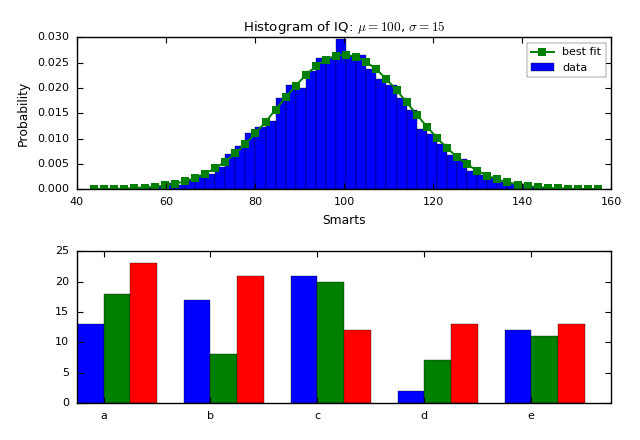 Histogram of IQ: μ = 100, σ = 15
0.030
0.025
0.020
0.015
0.010
0.005
0.000
Probability
best fit
data
40 60 80 100 120 140 160
Smarts
25
20
15
10
5
0
a b c d e